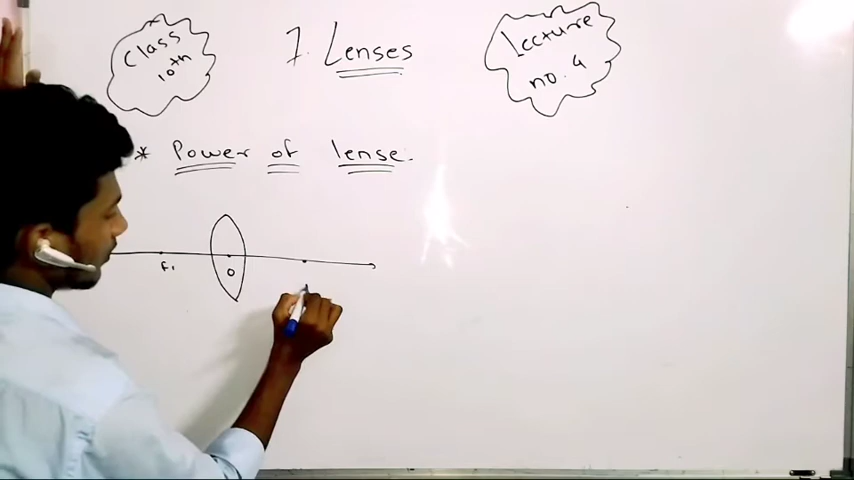 Class
10th
7. Lenses
Lecture
no. 4
* Power of lense.
F1
O